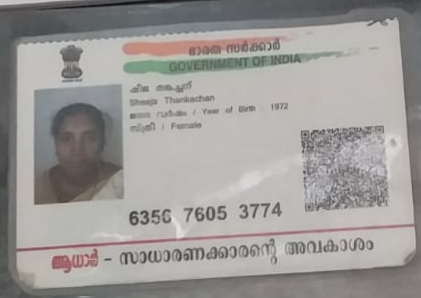 ഭാരത സർക്കാർ
GOVERNMENT OF INDIA
ഷീജ തങ്കച്ചന്
Sheeja Thankachan
ജനന വർഷം / Year of Birth : 1972
സ്ത്രീ / Female
6356 7605 3774
ആധാർ - സാധാരണക്കാരന്റെ അവകാശം